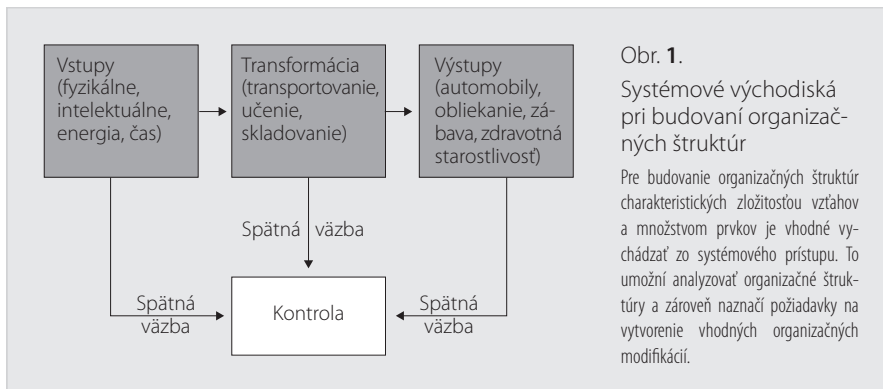 Vstupy
(fyzikálne,
intelektuálne,
energia, čas)
Transformácia
(transportovanie,
učenie,
skladovanie)
Výstupy
(automobily,
obliekanie, zá-
bava, zdravotná
starostlivosť)
Spätná väzba
Spätná
väzba
Kontrola
Spätná
väzba
Obr. 1.
Systémové východiská
pri budovaní organizač-
ných štruktúr
Pre budovanie organizačných štruktúr
charakteristických zložitosťou vzťahov
a množstvom prvkov je vhodné vy-
chádzať zo systémového prístupu. To
umožní analyzovať organizačné štruk-
túry a zároveň naznačí požiadavky na
vytvorenie vhodných organizačných
modifikácií.